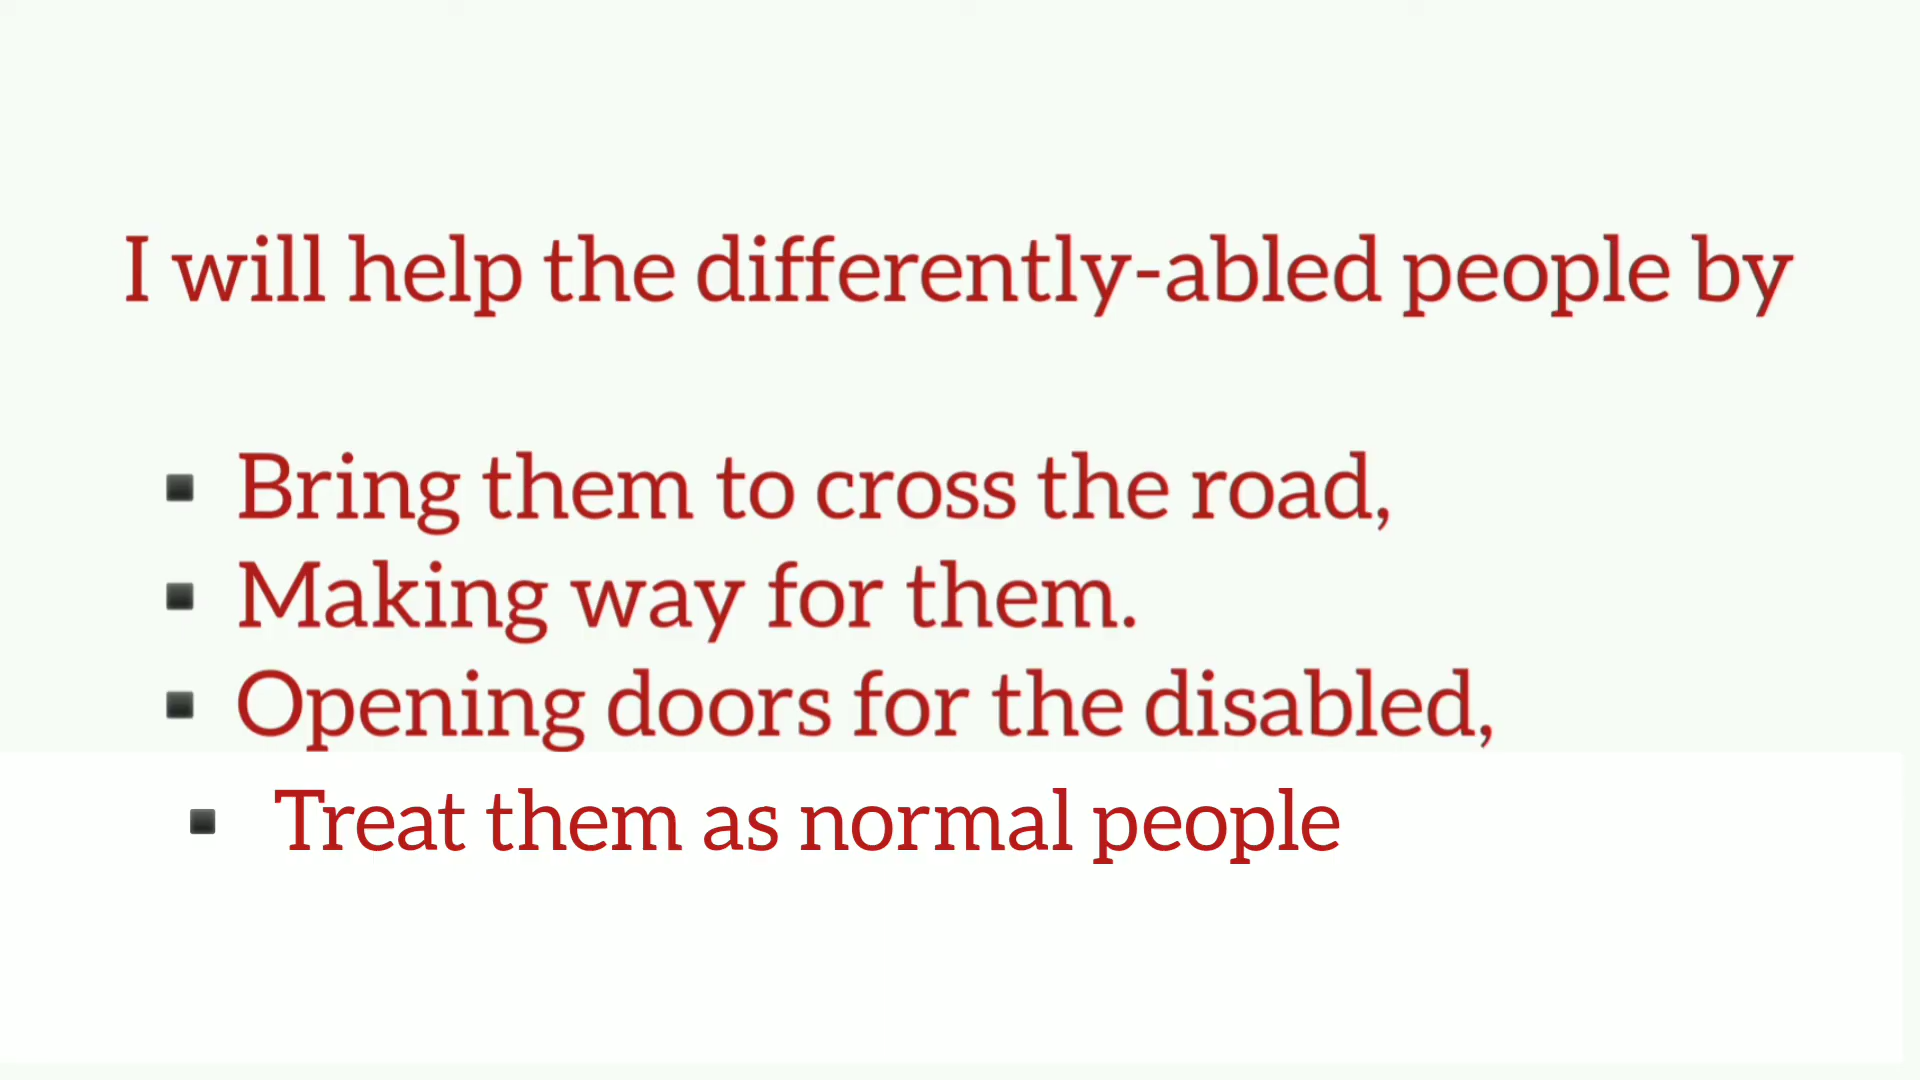 I will help the differently-abled people by
▪ Bring them to cross the road,
▪ Making way for them.
▪ Opening doors for the disabled,
▪ Treat them as normal people